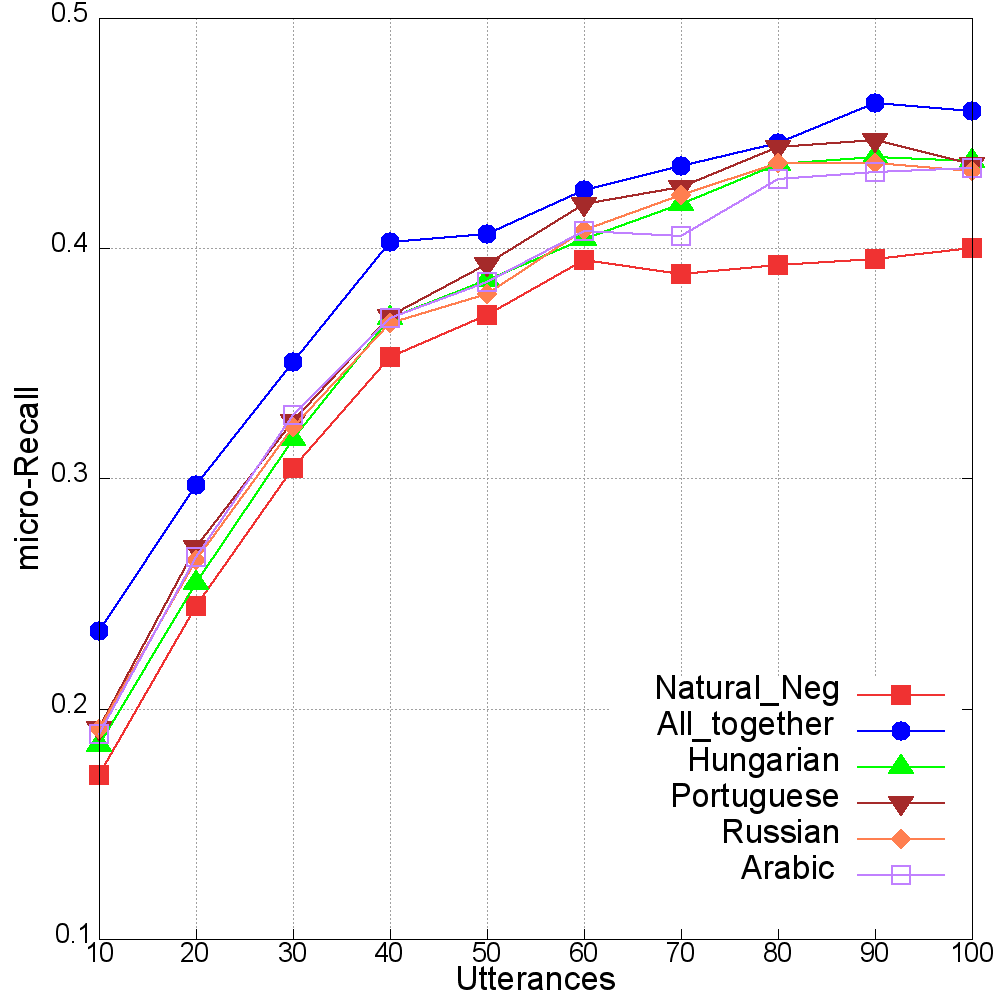 0.5
0.4
0.3
0.2
0.1
micro-Recall
Natural_Neg
All_together
Hungarian
Portuguese
Russian
Arabic
10 20 30 40 50 60 70 80 90 100
Utterances